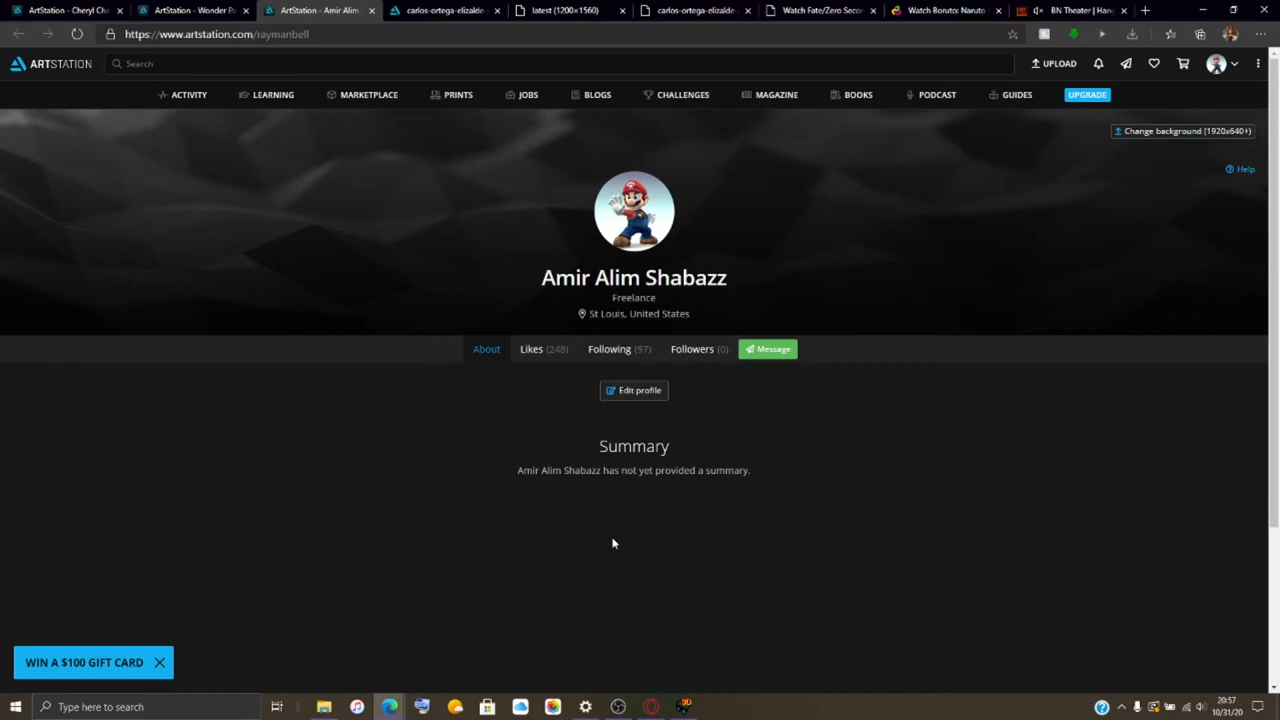 ArtStation - Cheryl Che
ArtStation - Wonder Po
ArtStation - Amir Alim
carlos-ortega-elizalde
latest (1200×1560)
carlos-ortega-elizalde
Watch Fate/Zero Secon
Watch Boruto: Naruto
BN Theater | Hang
https://www.artstation.com/raymanbell
ARTSTATION
Search
UPLOAD
ACTIVITY
LEARNING
MARKETPLACE
PRINTS
JOBS
BLOGS
CHALLENGES
MAGAZINE
BOOKS
PODCAST
GUIDES
UPGRADE
Change background (1920x640+)
Help
Amir Alim Shabazz
Freelance
St Louis, United States
About
Likes (248)
Following (97)
Followers (0)
Message
Edit profile
Summary
Amir Alim Shabazz has not yet provided a summary.
WIN A $100 GIFT CARD
Type here to search
20:57
10/31/20